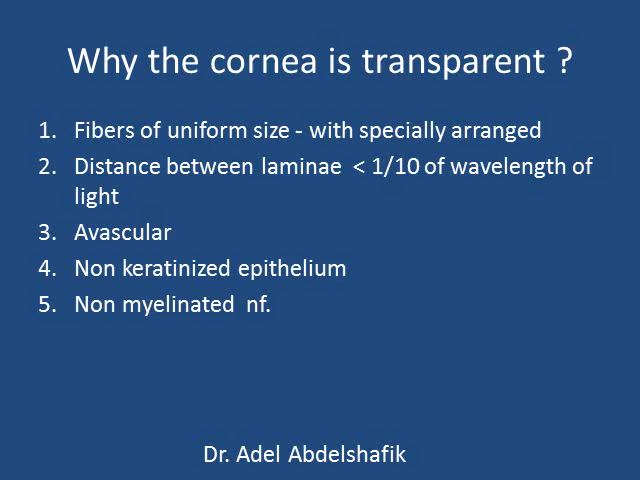 Why the cornea is transparent ?
1. Fibers of uniform size - with specially arranged
2. Distance between laminae < 1/10 of wavelength of
light
3. Avascular
4. Non keratinized epithelium
5. Non myelinated nf.
Dr. Adel Abdelshafik